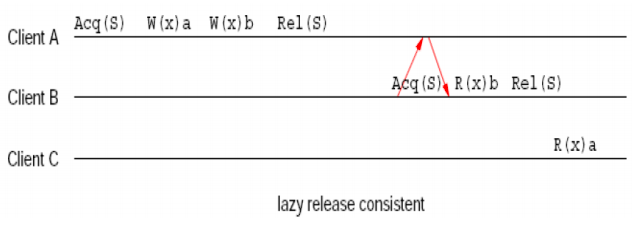 Acq(S) W(x)a W(x)b Rel(S)
Client A
Acq(S) R(x)b Rel(S)
Client B
R(x)a
Client C
lazy release consistent